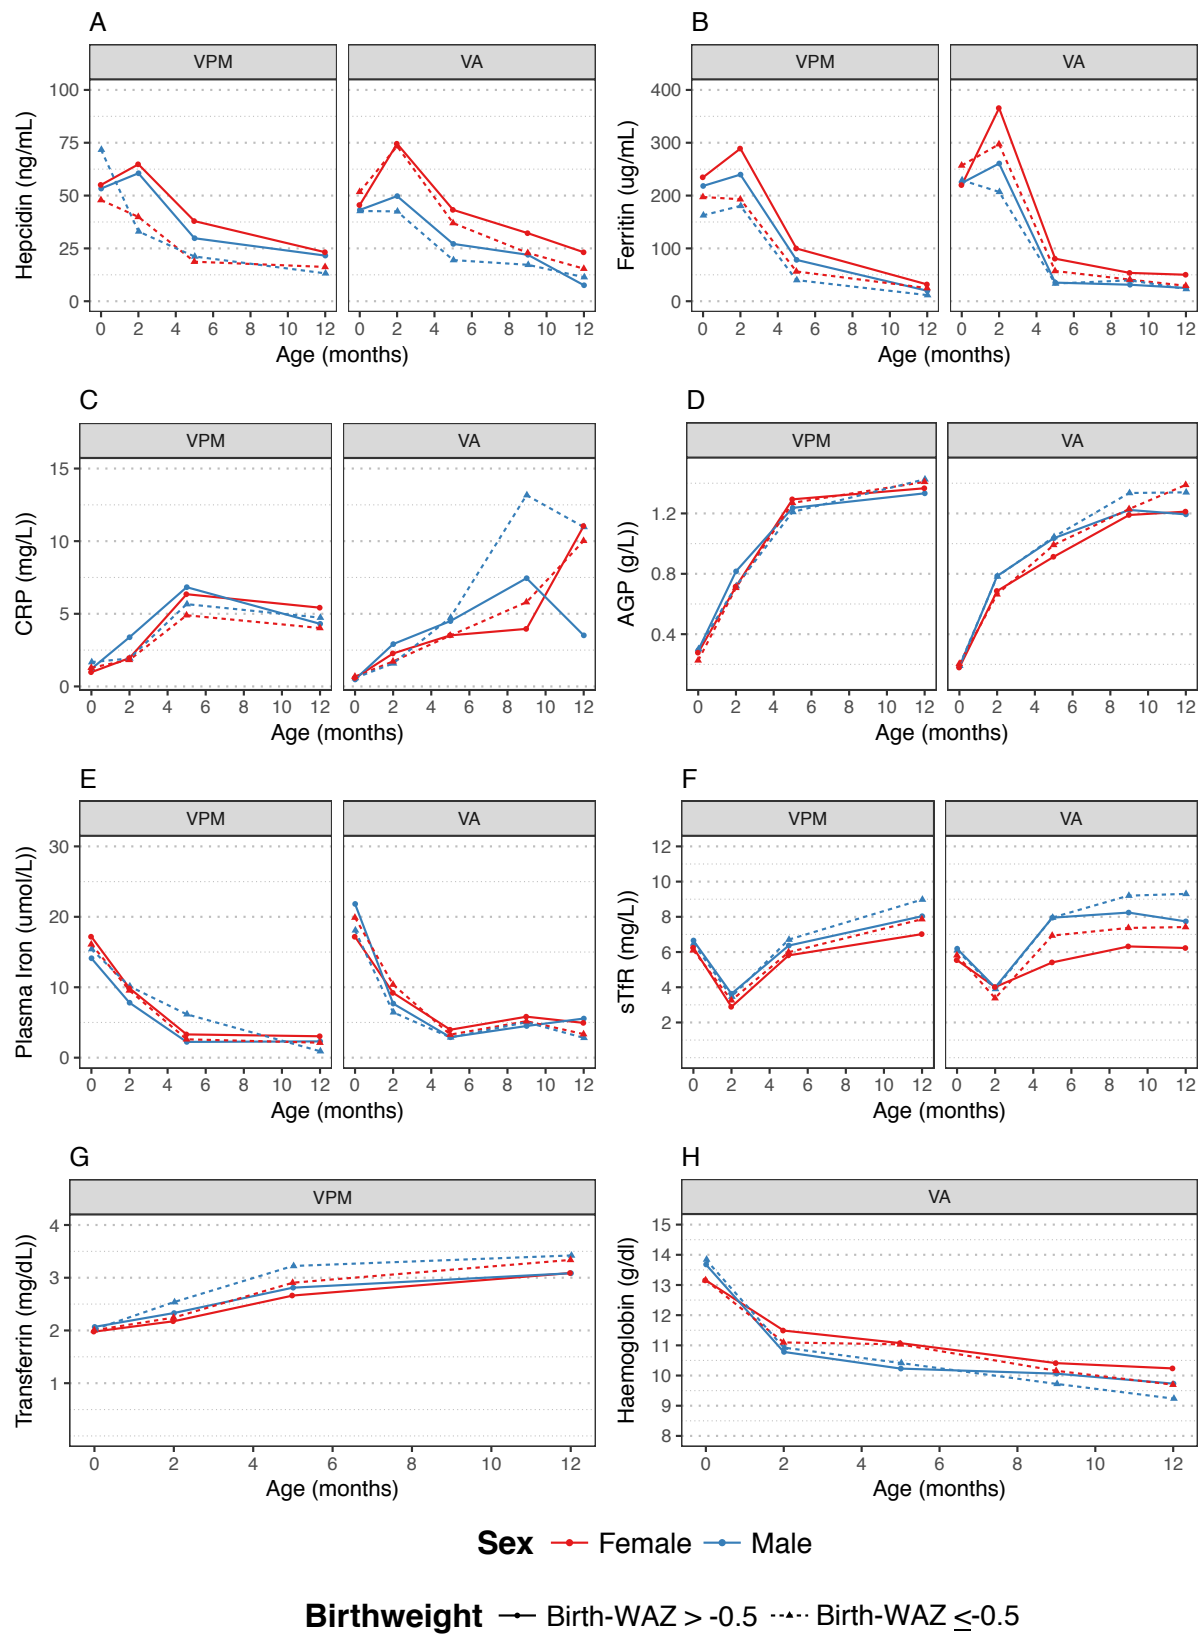 A
B
VPM
VA
VPM
VA
Hepcidin (ng/mL)
100
75
50
25
0
0 2 4 6 8 10 12 0 2 4 6 8 10 12
Age (months)
Ferritin (ug/mL)
400
300
200
100
0
0 2 4 6 8 10 12 0 2 4 6 8 10 12
Age (months)
C
D
VPM
VA
VPM
VA
CRP (mg/L))
15
10
5
0
0 2 4 6 8 10 12 0 2 4 6 8 10 12
Age (months)
AGP (g/L))
1.2
0.8
0.4
0 2 4 6 8 10 12 0 2 4 6 8 10 12
Age (months)
E
F
VPM
VA
VPM
VA
Plasma Iron (umol/L))
30
20
10
0
0 2 4 6 8 10 12 0 2 4 6 8 10 12
Age (months)
sTfR (mg/L))
12
10
8
6
4
2
0 2 4 6 8 10 12 0 2 4 6 8 10 12
Age (months)
G
H
VPM
VA
Transferrin (mg/dL))
4
3
2
1
0 2 4 6 8 10 12
Age (months)
Haemoglobin (g/dl)
15
14
13
12
11
10
9
8
0 2 4 6 8 10 12
Age (months)
Sex Female Male
Birthweight Birth-WAZ > -0.5 Birth-WAZ ≤-0.5